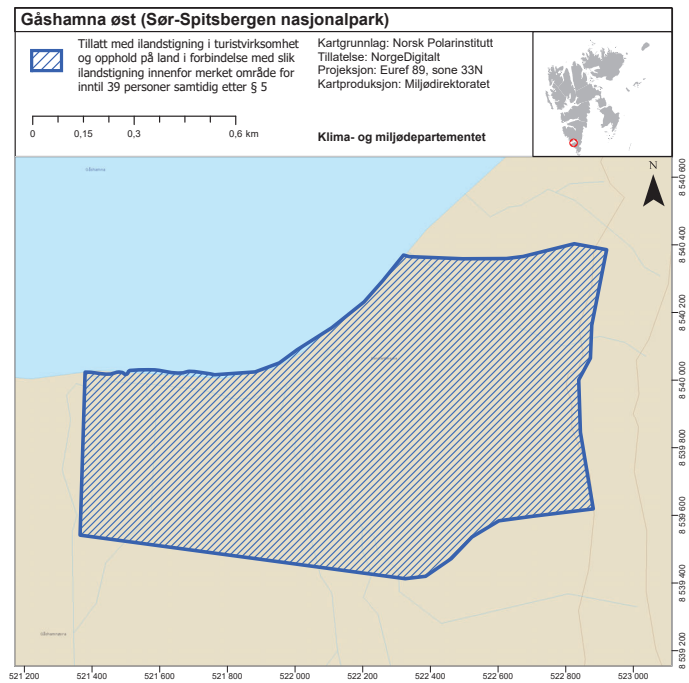 Gåshamna øst (Sør-Spitsbergen nasjonalpark)
Tillatt med ilandstigning i turistvirksomhet
og opphold på land i forbindelse med slik
ilandstigning innenfor merket område for
inntil 39 personer samtidig etter § 5
0 0,15 0,3 0,6 km
Kartgrunnlag: Norsk Polarinstitutt
Tillatelse: NorgeDigitalt
Projeksjon: Euref 89, sone 33N
Kartproduksjon: Miljødirektoratet
Klima- og miljødepartementet
N
8 540 600
8 540 400
8 540 200
8 540 000
8 539 800
8 539 600
8 539 400
8 539 200
521 200 521 400 521 600 521 800 522 000 522 200 522 400 522 600 522 800 523 000